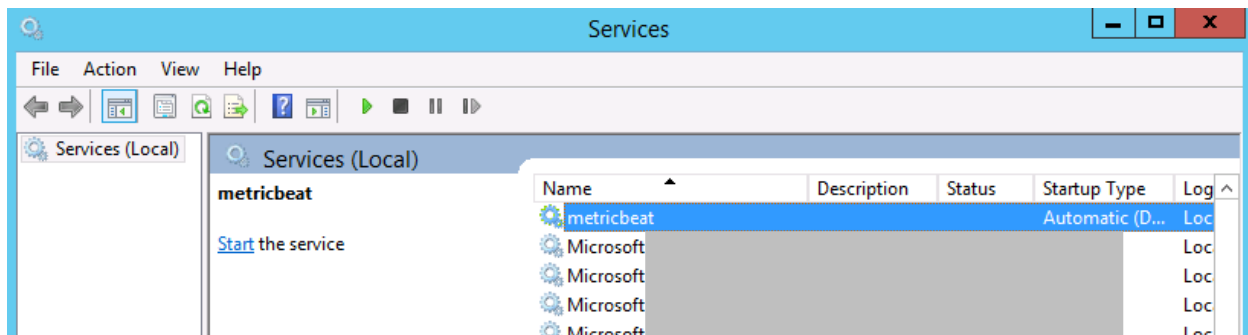 Services
File Action View Help
Services (Local)
Services (Local)
metricbeat
Start the service
Name Description Status Startup Type Log
metricbeat Automatic (D... Loc
Microsoft Loc
Microsoft Loc
Microsoft Loc
Microsoft Loc